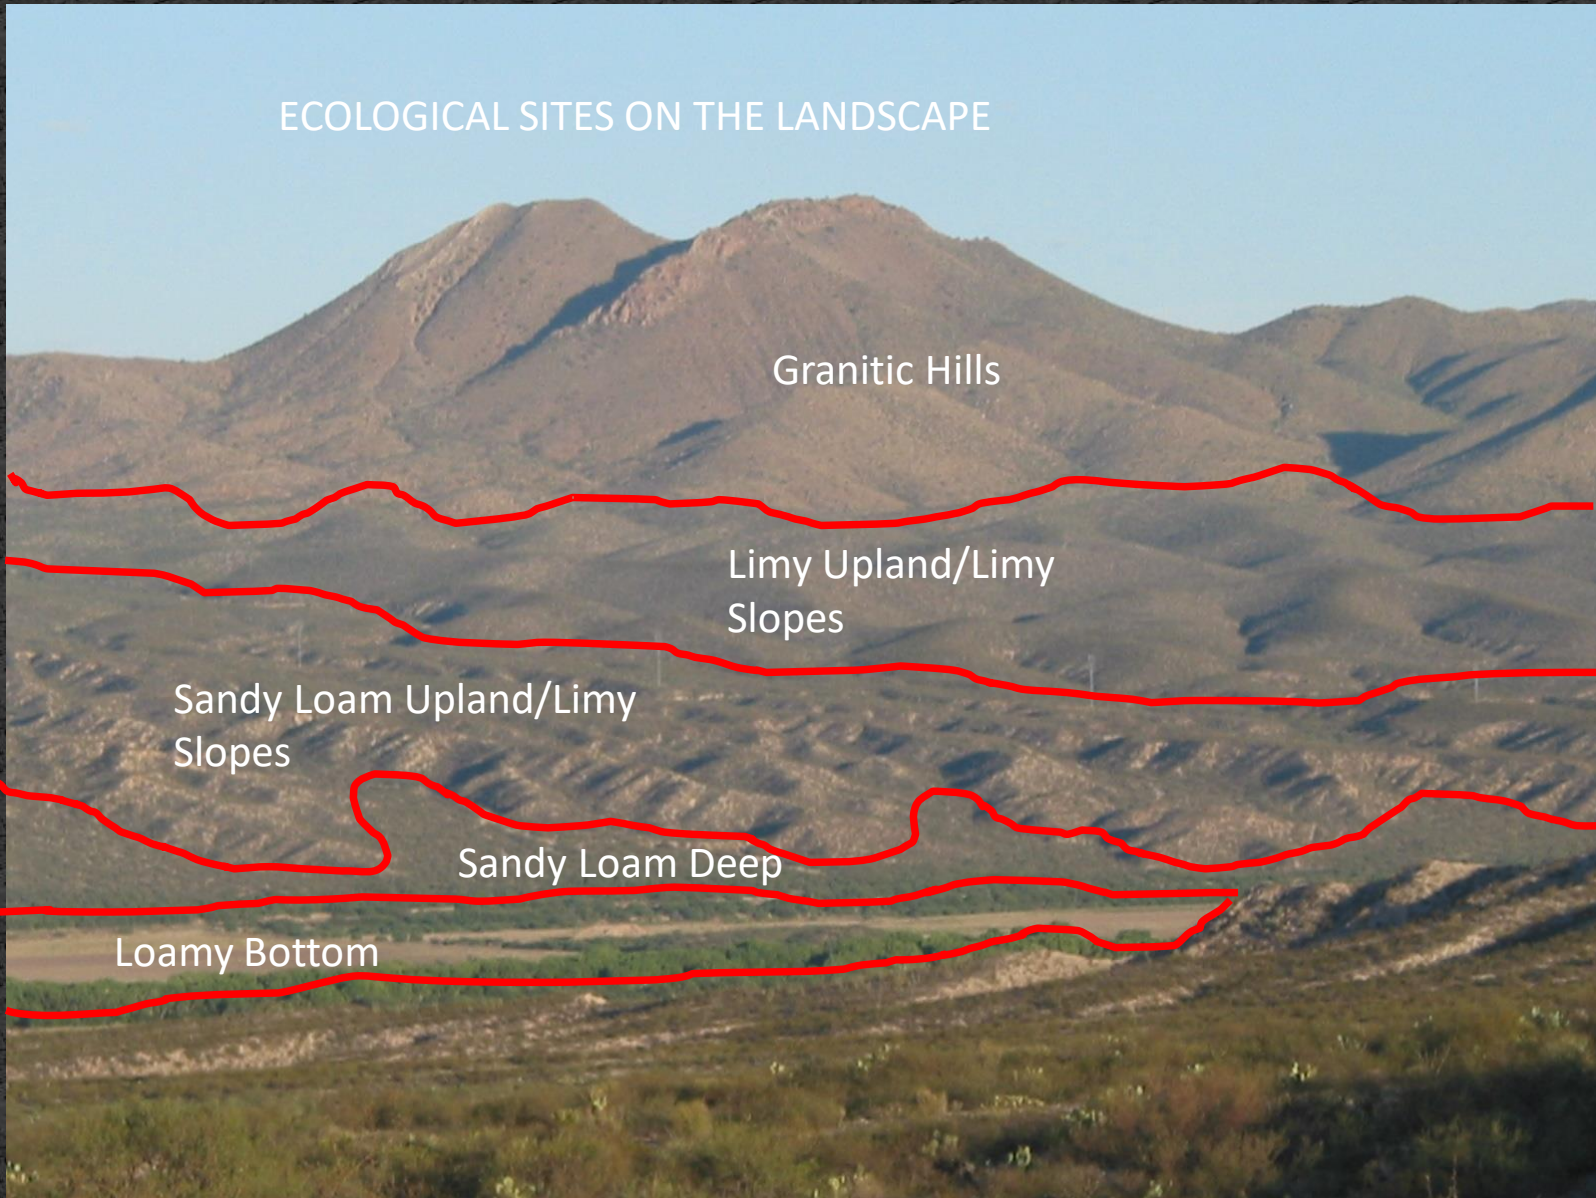 ECOLOGICAL SITES ON THE LANDSCAPE
Granitic Hills
Limy Upland/Limy
Slopes
Sandy Loam Upland/Limy
Slopes
Sandy Loam Deep
Loamy Bottom